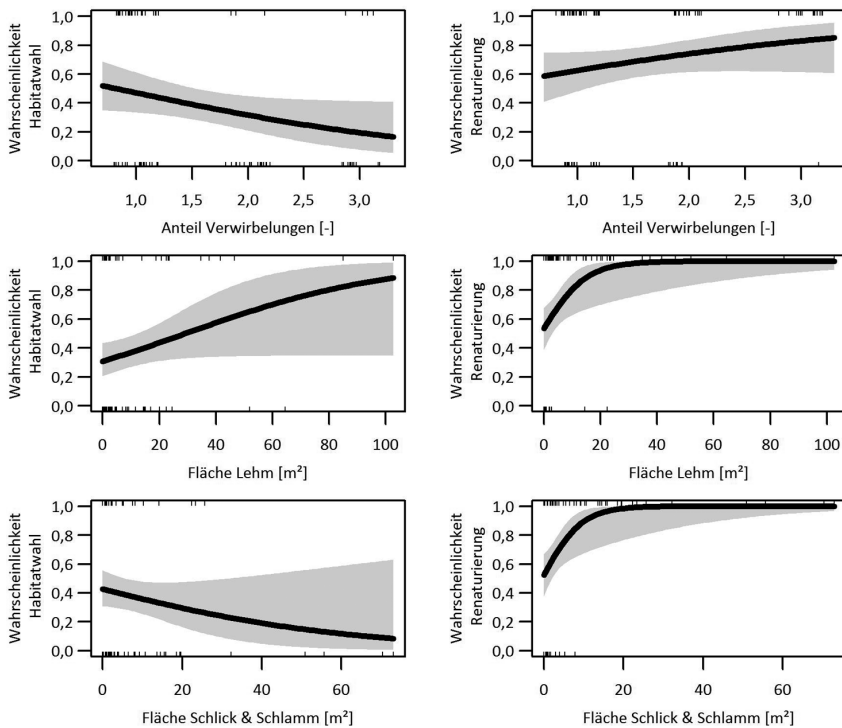 Wahrscheinlichkeit
Habitatwahl
1,0
0,8
0,6
0,4
0,2
0,0
1,0 1,5 2,0 2,5 3,0
Anteil Verwirbelungen [-]
Wahrscheinlichkeit
Renaturierung
1,0
0,8
0,6
0,4
0,2
0,0
1,0 1,5 2,0 2,5 3,0
Anteil Verwirbelungen [-]
Wahrscheinlichkeit
Habitatwahl
1,0
0,8
0,6
0,4
0,2
0,0
0 20 40 60 80 100
Fläche Lehm [m²]
Wahrscheinlichkeit
Renaturierung
1,0
0,8
0,6
0,4
0,2
0,0
0 20 40 60 80 100
Fläche Lehm [m²]
Wahrscheinlichkeit
Habitatwahl
1,0
0,8
0,6
0,4
0,2
0,0
0 20 40 60
Fläche Schlick & Schlamm [m²]
Wahrscheinlichkeit
Renaturierung
1,0
0,8
0,6
0,4
0,2
0,0
0 20 40 60
Fläche Schlick & Schlamm [m²]